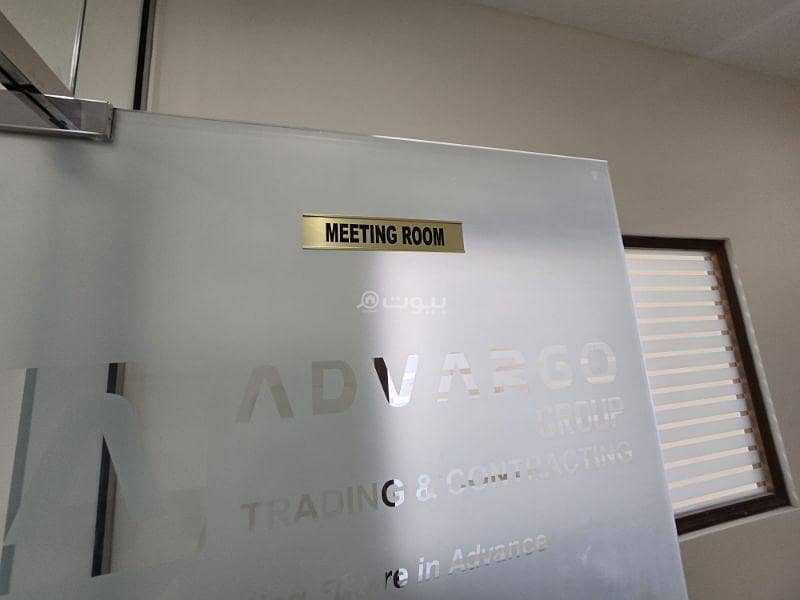 MEETING ROOM
بيوت
ADVARGO
GROUP
TRADING & CONTRACTING
in Advance